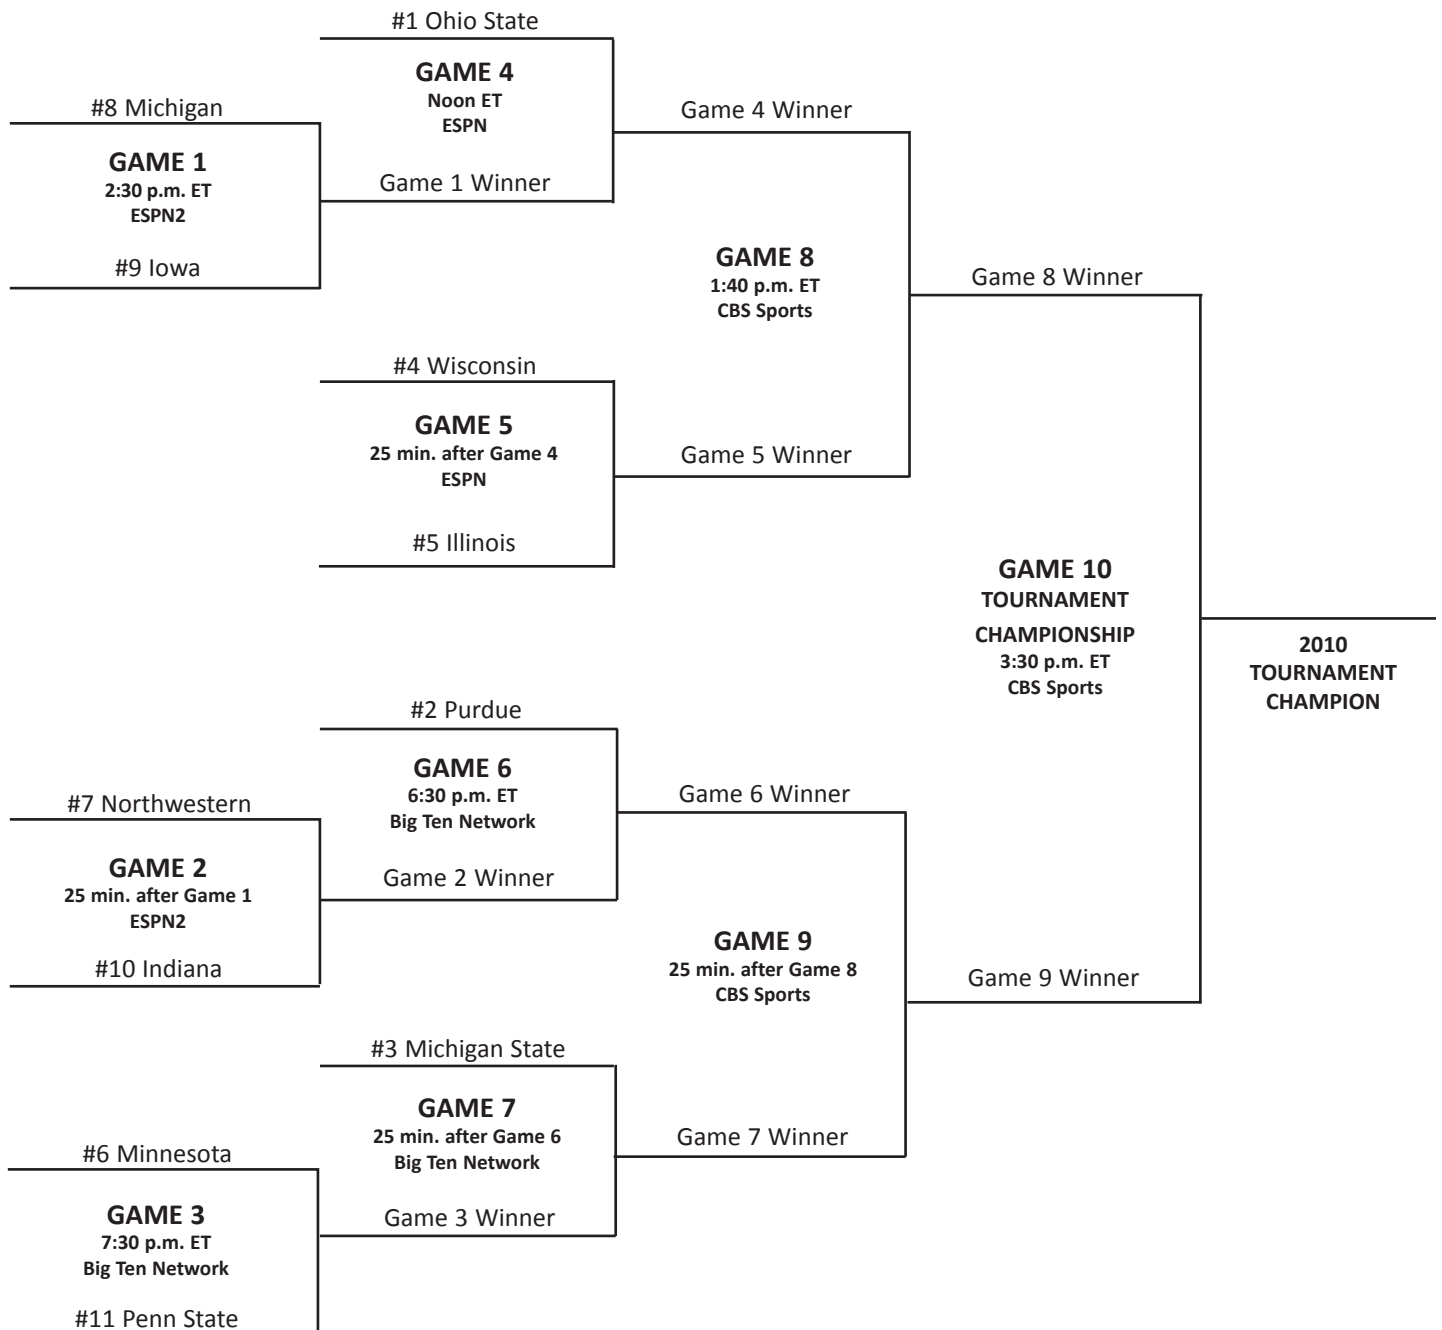 #1 Ohio State
GAME 4
Noon ET
ESPN
#8 Michigan
GAME 1
2:30 p.m. ET
ESPN2
Game 1 Winner
#9 Iowa
Game 4 Winner
GAME 8
1:40 p.m. ET
CBS Sports
Game 8 Winner
#4 Wisconsin
GAME 5
25 min. after Game 4
ESPN
Game 5 Winner
#5 Illinois
GAME 10
TOURNAMENT
CHAMPIONSHIP
3:30 p.m. ET
CBS Sports
2010
TOURNAMENT
CHAMPION
#2 Purdue
GAME 6
6:30 p.m. ET
Big Ten Network
Game 6 Winner
#7 Northwestern
GAME 2
25 min. after Game 1
ESPN2
Game 2 Winner
#10 Indiana
GAME 9
25 min. after Game 8
CBS Sports
Game 9 Winner
#3 Michigan State
GAME 7
25 min. after Game 6
Big Ten Network
Game 7 Winner
#6 Minnesota
GAME 3
7:30 p.m. ET
Big Ten Network
Game 3 Winner
#11 Penn State